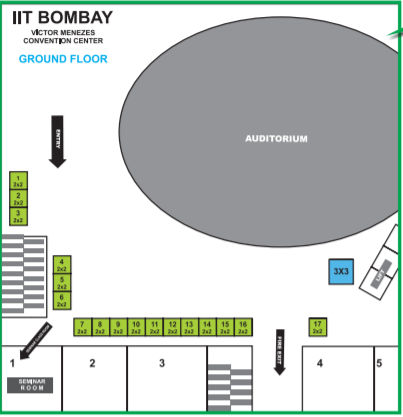 IIT BOMBAY
VICTOR MENEZES
CONVENTION CENTER
GROUND FLOOR
ENTRY
AUDITORIUM
1
2x2
2
2x2
3
2x2
4
2x2
5
2x2
6
2x2
3X3
LIFT
7
2x2
8
2x2
9
2x2
10
2x2
11
2x2
12
2x2
13
2x2
14
2x2
15
2x2
16
2x2
17
2x2
FIRE EXIT
1
2
3
4
5
SEMINAR
ROOM